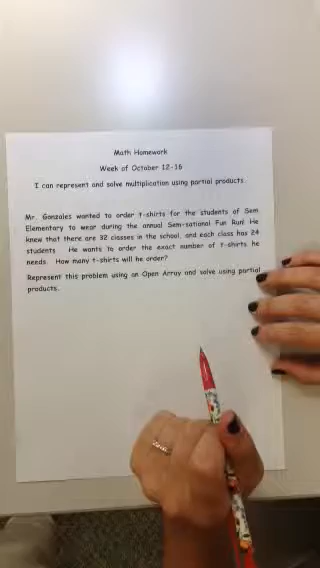 Math Homework
Week of October 12-16
I can represent and solve multiplication using partial products.
Mr. Gonzales wanted to order t-shirts for the students of Sem
Elementary to wear during the annual Sem-sational Fun Run! He
knew that there are 32 classes in the school, and each class has 24
students. He wants to order the exact number of t-shirts he
needs. How many t-shirts will he order?
Represent this problem using an Open Array and solve using partial
products.